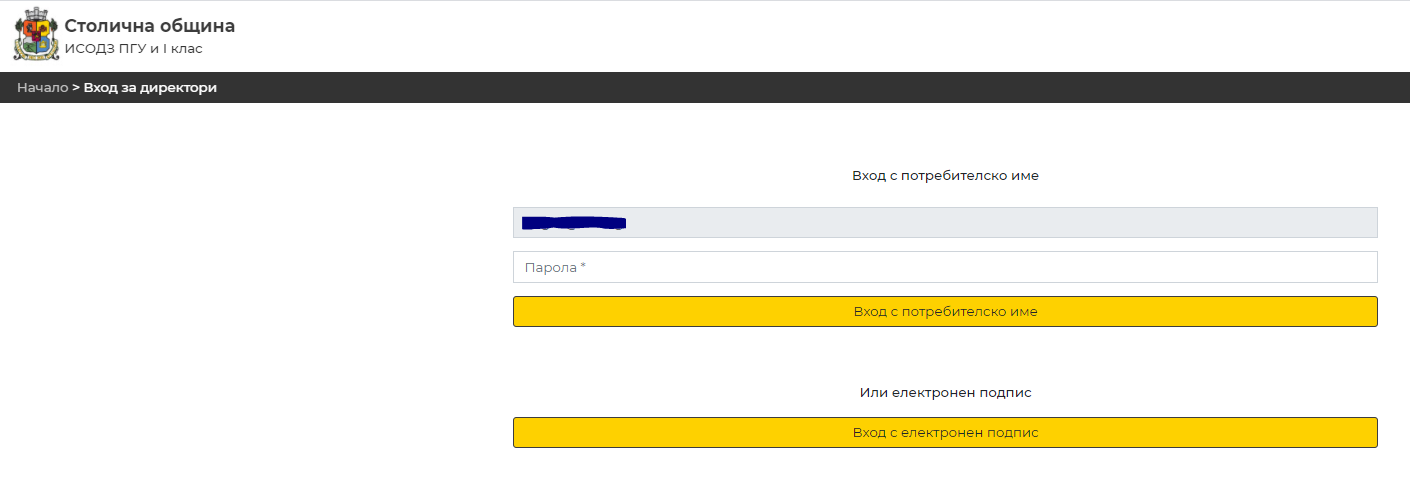 Столична община
ИСОДЗ ПГУ и I клас
Начало > Вход за директори
Вход с потребителско име
Парола *
Вход с потребителско име
Или електронен подпис
Вход с електронен подпис